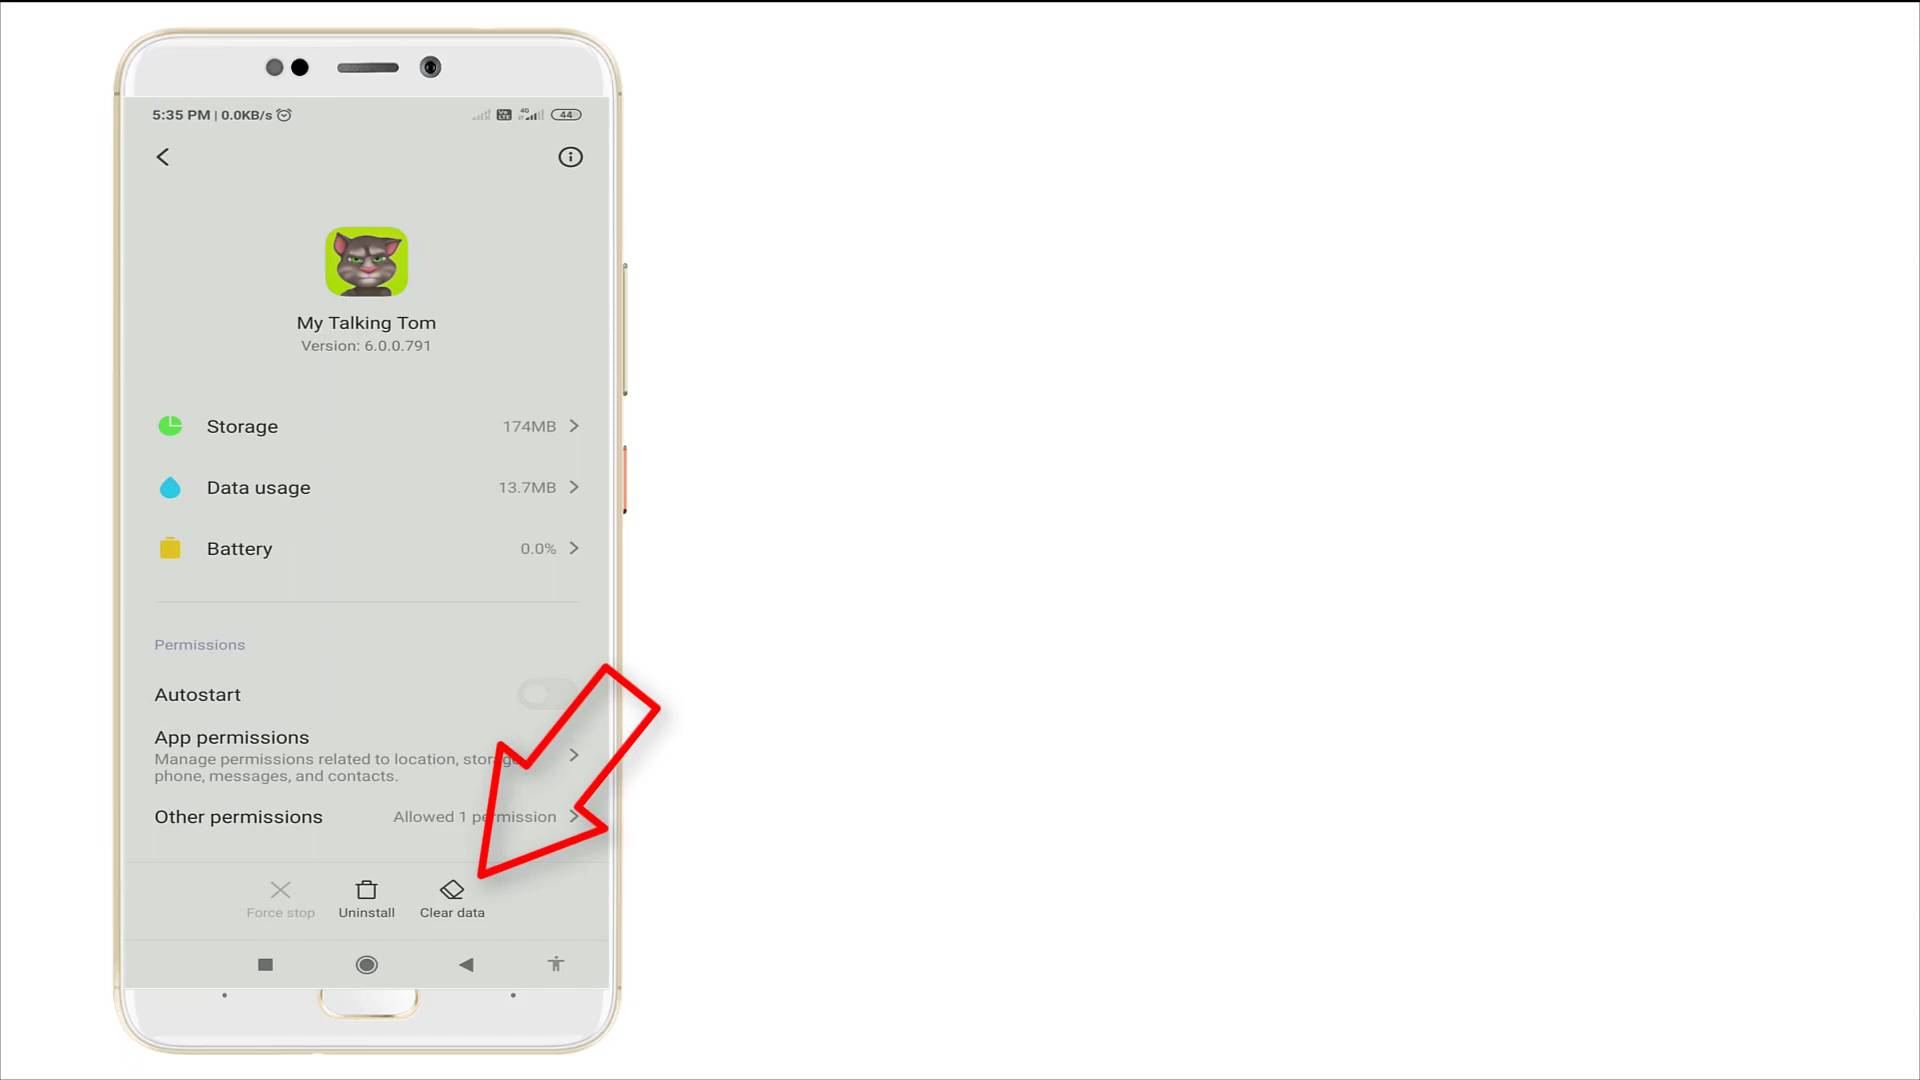 5:35 PM | 0.0KB/s
4G
44
My Talking Tom
Version: 6.0.0.791
Storage 174MB
Data usage 13.7MB
Battery 0.0%
Permissions
Autostart
App permissions
Manage permissions related to location, storage
phone, messages, and contacts.
Other permissions Allowed 1 permission
Force stop Uninstall Clear data